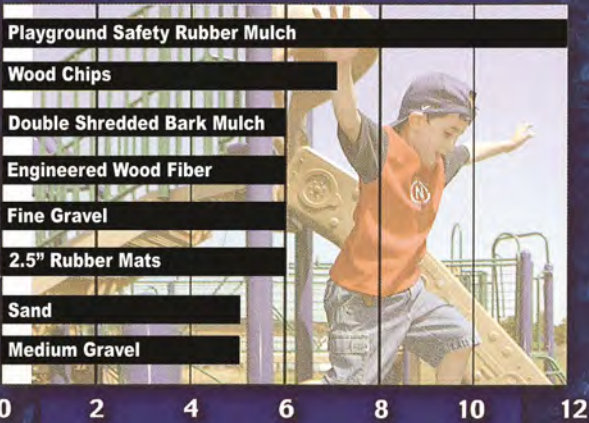 Playground Safety Rubber Mulch
Wood Chips
Double Shredded Bark Mulch
Engineered Wood Fiber
Fine Gravel
2.5” Rubber Mats
Sand
Medium Gravel
N
0 2 4 6 8 10 12